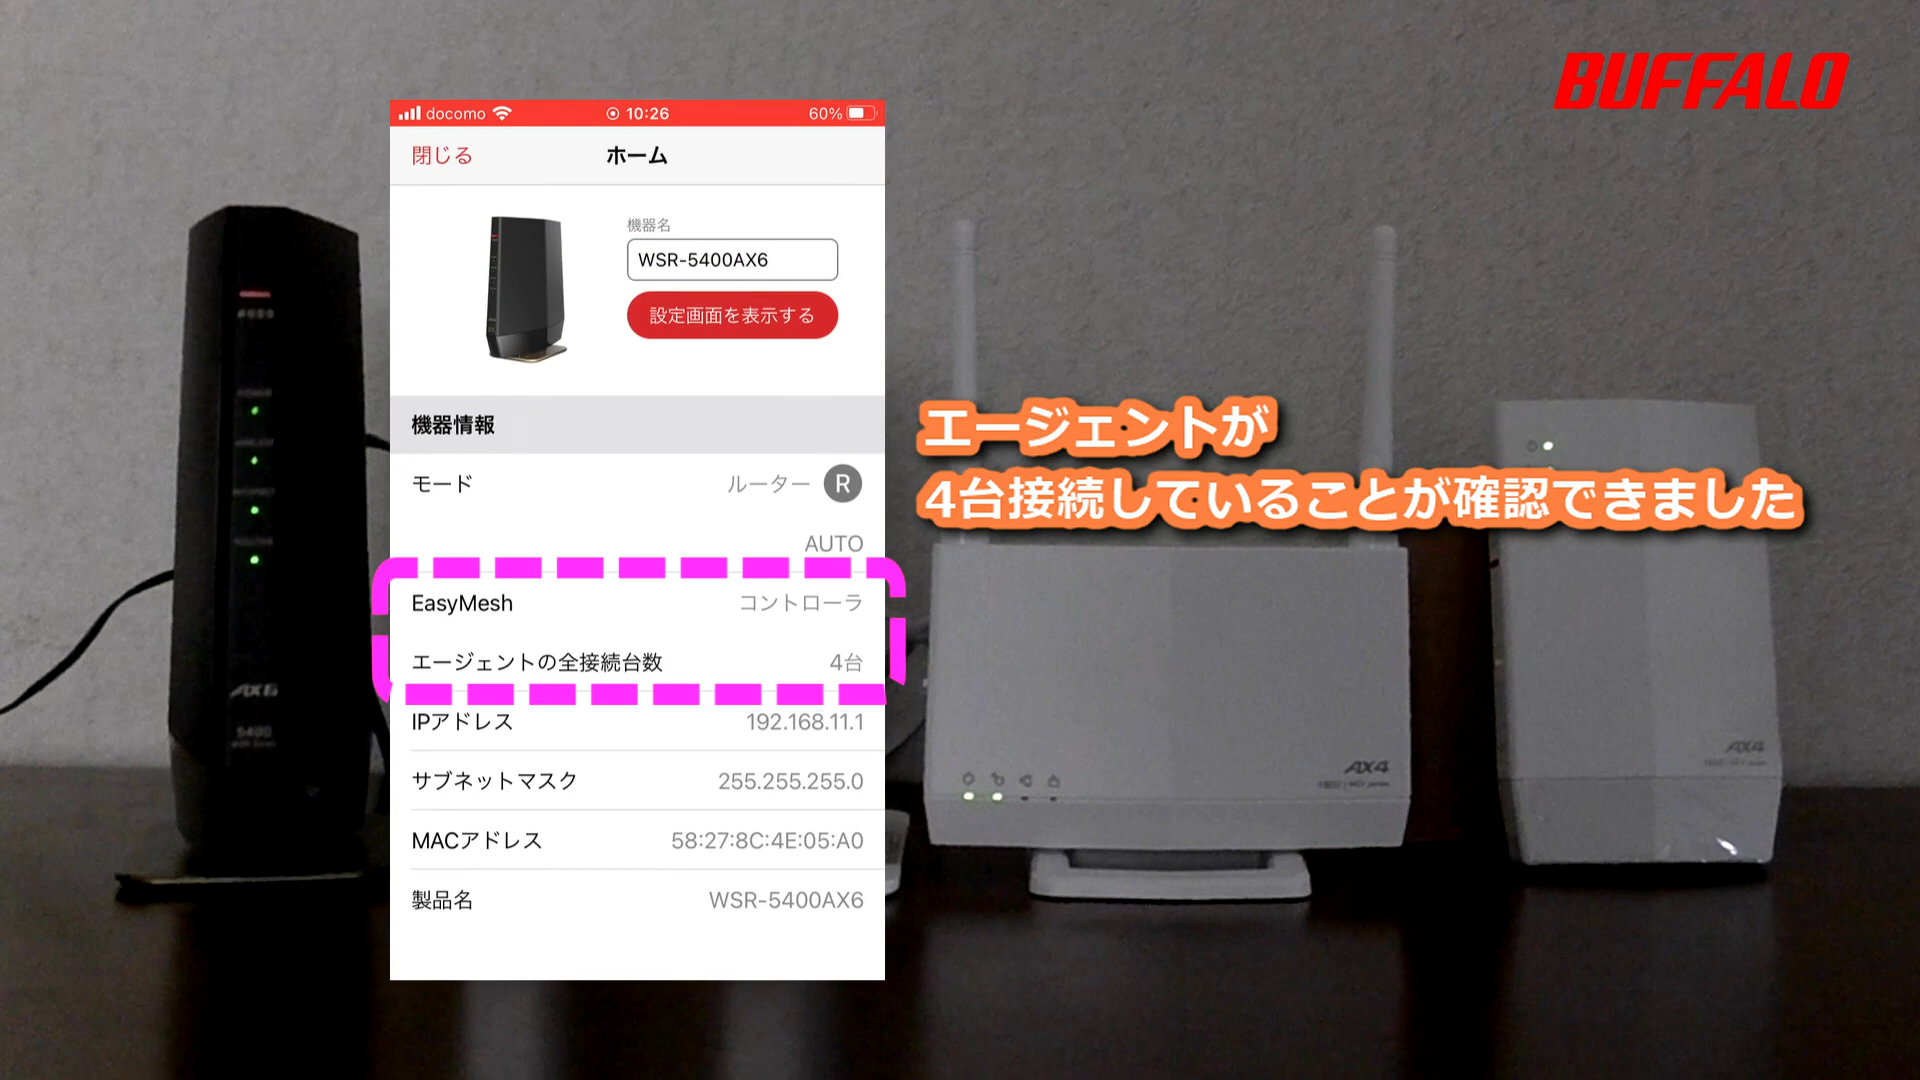 BUFFALO
docomo 10:26 60%
閉じる ホーム
機器名
WSR-5400AX6
設定画面を表示する
機器情報
モード ルーター R
AUTO
EasyMesh コントローラ
エージェントの全接続台数 4台
IPアドレス 192.168.11.1
サブネットマスク 255.255.255.0
MACアドレス 58:27:8C:4E:05:A0
製品名 WSR-5400AX6
エージェントが
4台接続していることが確認できました
AX6
5400
AX4
AX4